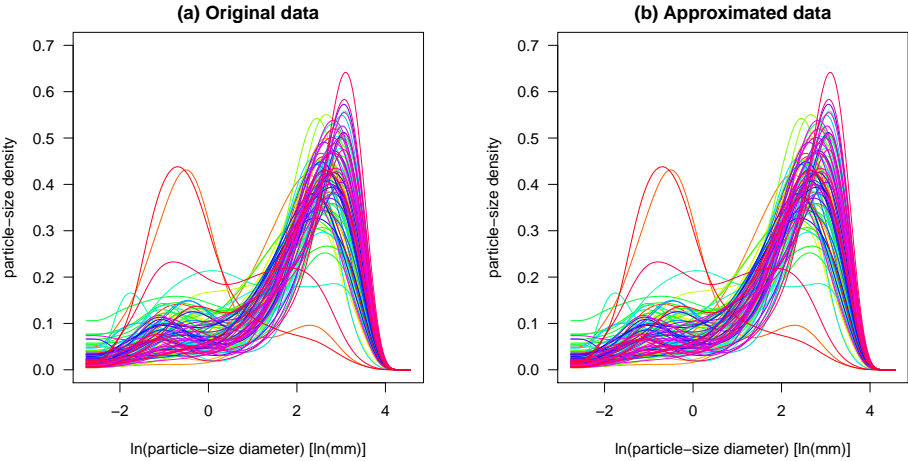 (a) Original data
0.7
0.6
0.5
0.4
0.3
0.2
0.1
0.0
particle−size density
−2 0 2 4
ln(particle−size diameter) [ln(mm)]
(b) Approximated data
0.7
0.6
0.5
0.4
0.3
0.2
0.1
0.0
particle−size density
−2 0 2 4
ln(particle−size diameter) [ln(mm)]